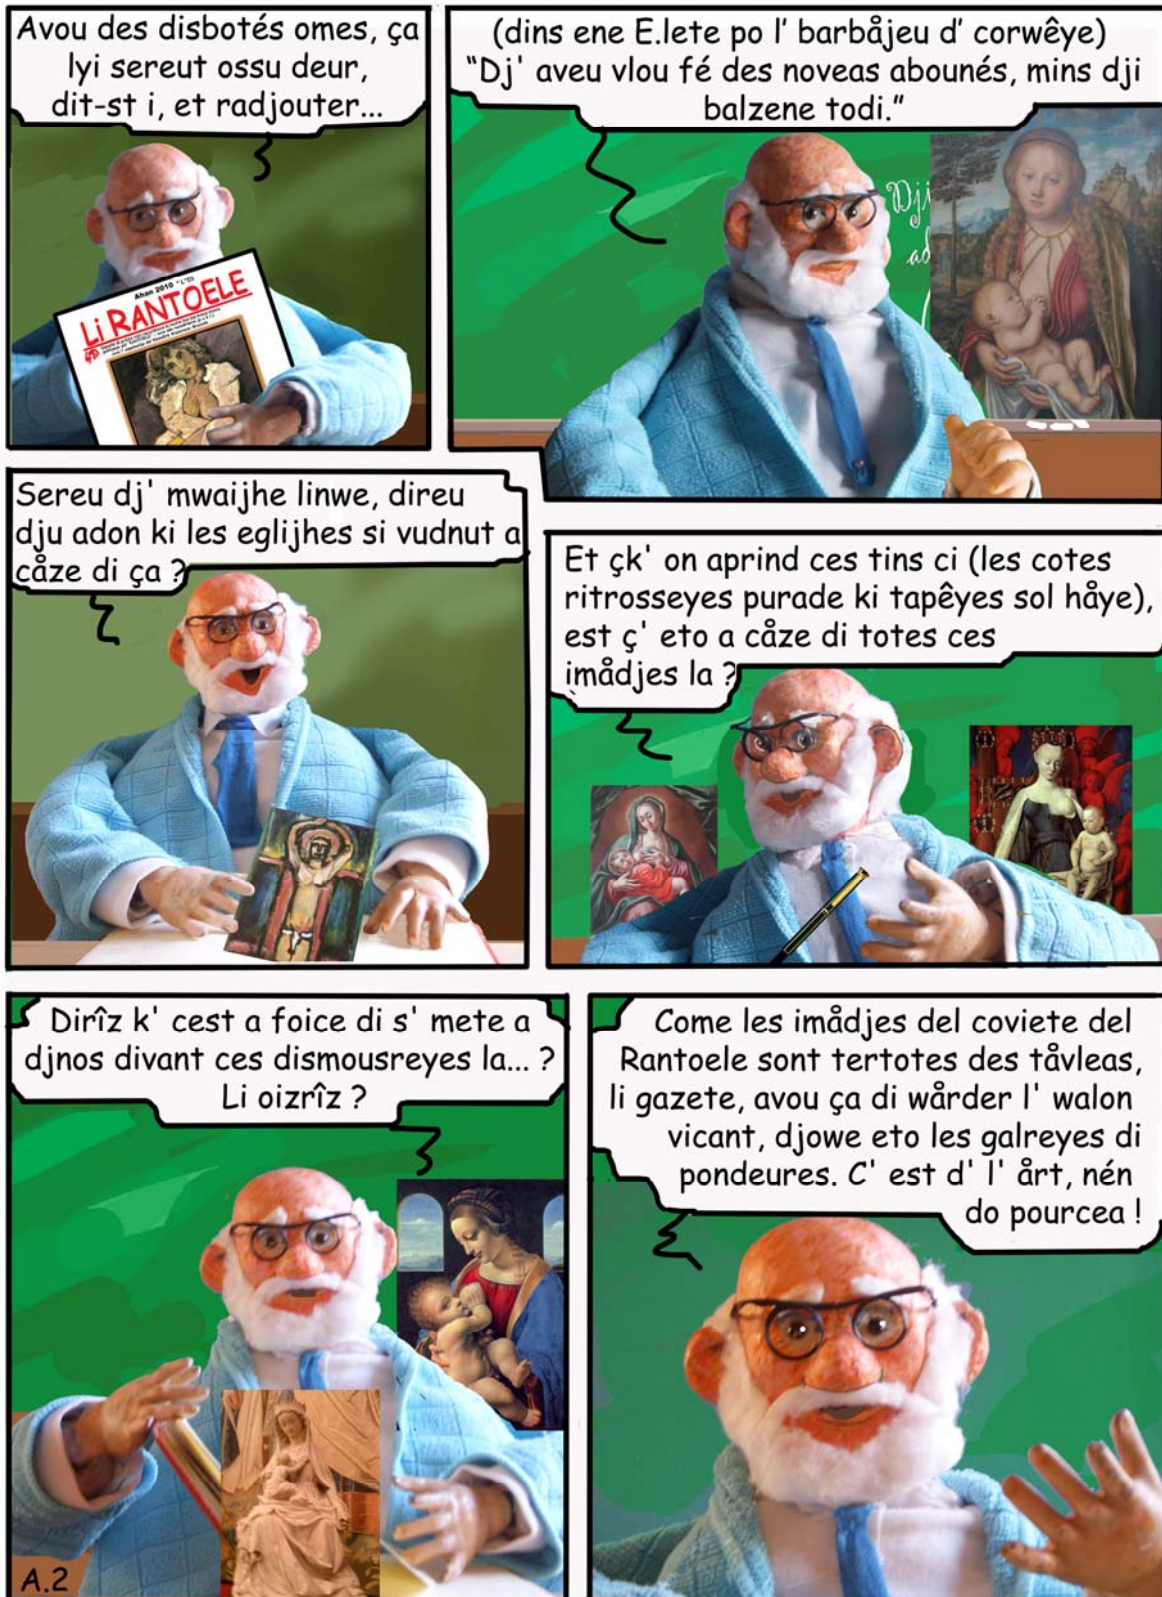 Avou des disbotés omes, ça
lyi sereut ossu deur,
dit-st i, et radjouter...
Ahan 2010
Li RANTOELE
(dins ene E.lete po l' barbåjeu d' corwêye)
"Dj' aveu vlou fé des noveas abounés, mins dji
balzene todi."
Dji
ad
Sereu dj' mwaijhe linwe, direu
dju adon ki les eglijhes si vudnut a
cåze di ça ?
Et çk' on aprind ces tins ci (les cotes
ritrosseyes purade ki tapêyes sol håye),
est ç' eto a cåze di totes ces
imådjes la ?
Dirîz k' cest a foice di s' mete a
djnos divant ces dismousreyes la... ?
Li oizrîz ?
A.2
Come les imådjes del coviete del
Rantoele sont tertotes des tåvleas,
li gazete, avou ça di wårder l' walon
vicant, djowe eto les galreyes di
pondeures. C' est d' l' årt, nén
do pourcea !